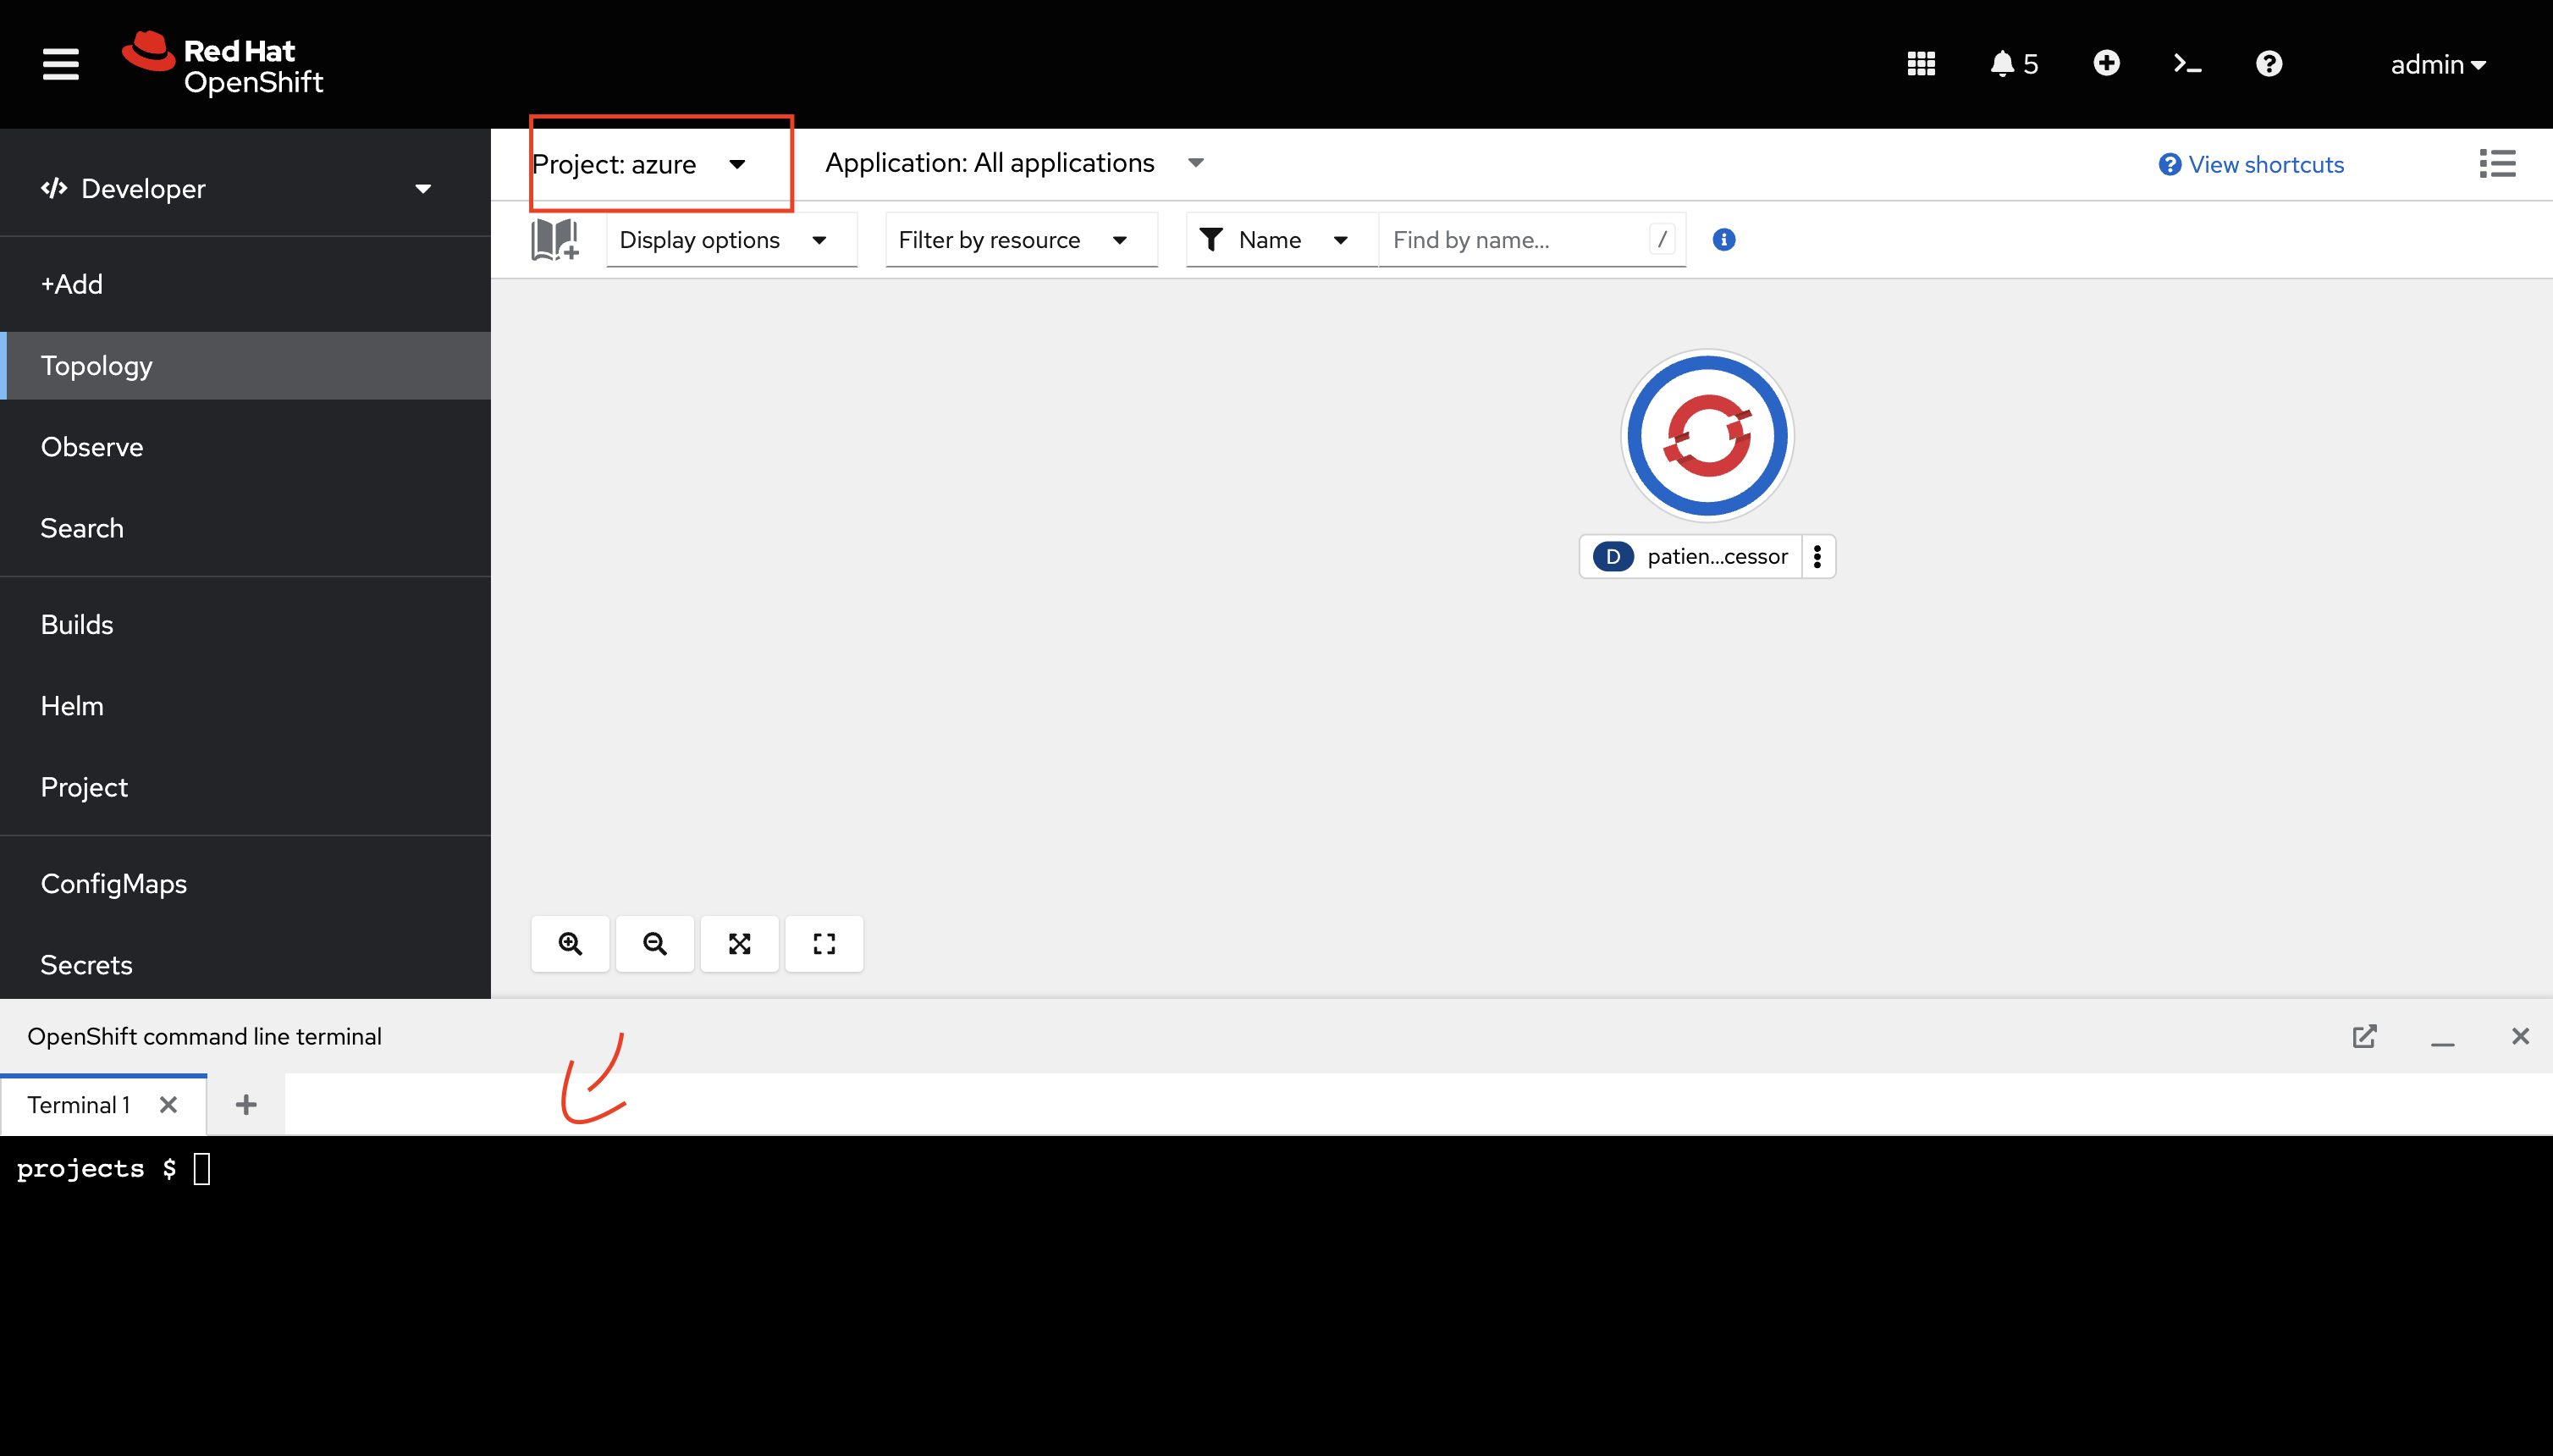 Red Hat
OpenShift
5
admin
Developer
Project: azure
Application: All applications
View shortcuts
Display options
Filter by resource
Name
Find by name...
/
+Add
Topology
Observe
Search
D patien...cessor
Builds
Helm
Project
ConfigMaps
Secrets
OpenShift command line terminal
Terminal 1
projects $